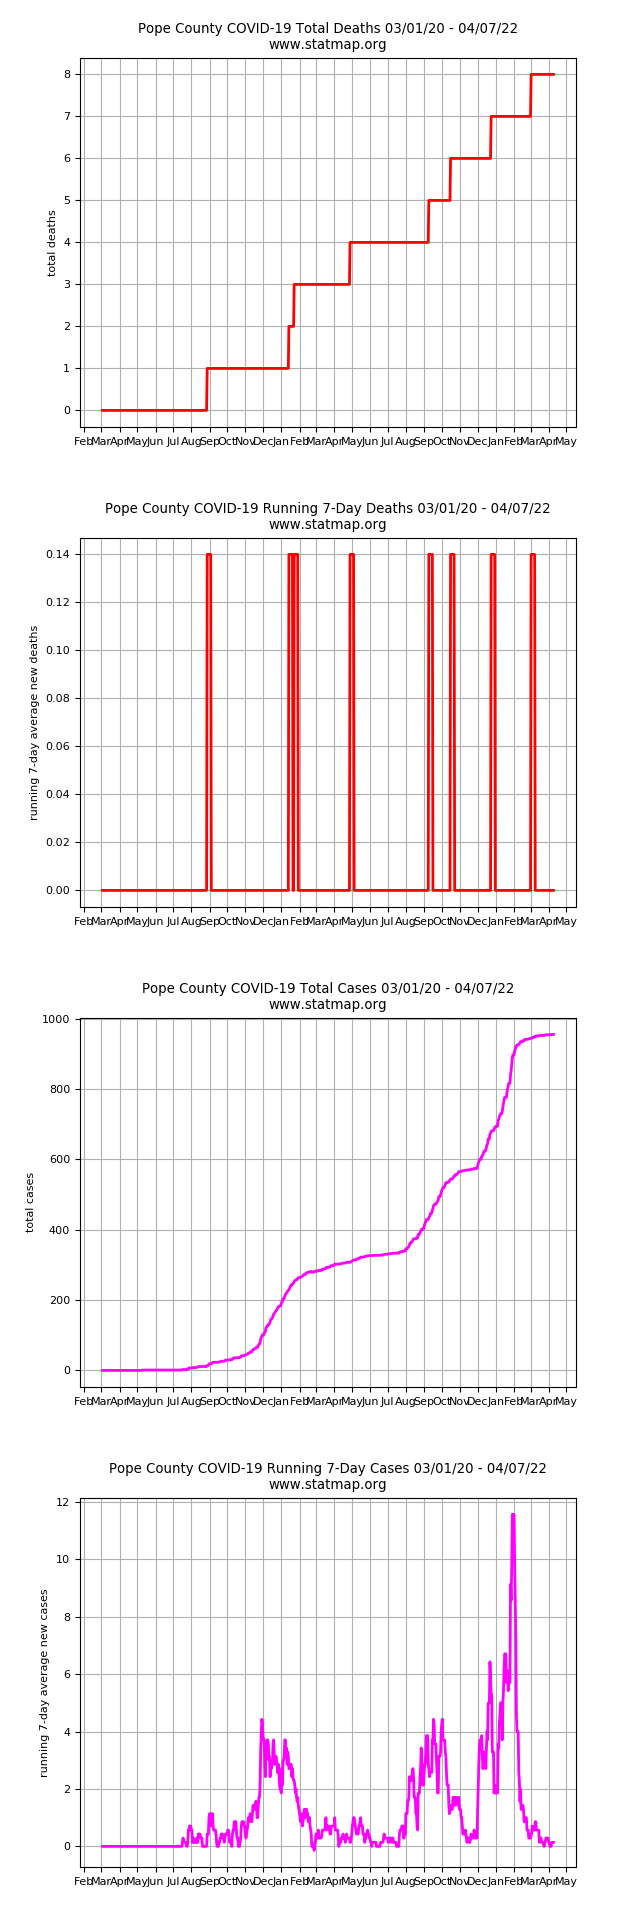 Pope County COVID-19 Total Deaths 03/01/20 - 04/07/22
www.statmap.org
8
7
6
5
4
3
2
1
0
total deaths
Feb Mar Apr May Jun Jul Aug Sep Oct Nov Dec Jan Feb Mar Apr May Jun Jul Aug Sep Oct Nov Dec Jan Feb Mar Apr May
Pope County COVID-19 Running 7-Day Deaths 03/01/20 - 04/07/22
www.statmap.org
0.14
0.12
0.10
0.08
0.06
0.04
0.02
0.00
running 7-day average new deaths
Feb Mar Apr May Jun Jul Aug Sep Oct Nov Dec Jan Feb Mar Apr May Jun Jul Aug Sep Oct Nov Dec Jan Feb Mar Apr May
Pope County COVID-19 Total Cases 03/01/20 - 04/07/22
www.statmap.org
1000
800
600
400
200
0
total cases
Feb Mar Apr May Jun Jul Aug Sep Oct Nov Dec Jan Feb Mar Apr May Jun Jul Aug Sep Oct Nov Dec Jan Feb Mar Apr May
Pope County COVID-19 Running 7-Day Cases 03/01/20 - 04/07/22
www.statmap.org
12
10
8
6
4
2
0
running 7-day average new cases
Feb Mar Apr May Jun Jul Aug Sep Oct Nov Dec Jan Feb Mar Apr May Jun Jul Aug Sep Oct Nov Dec Jan Feb Mar Apr May